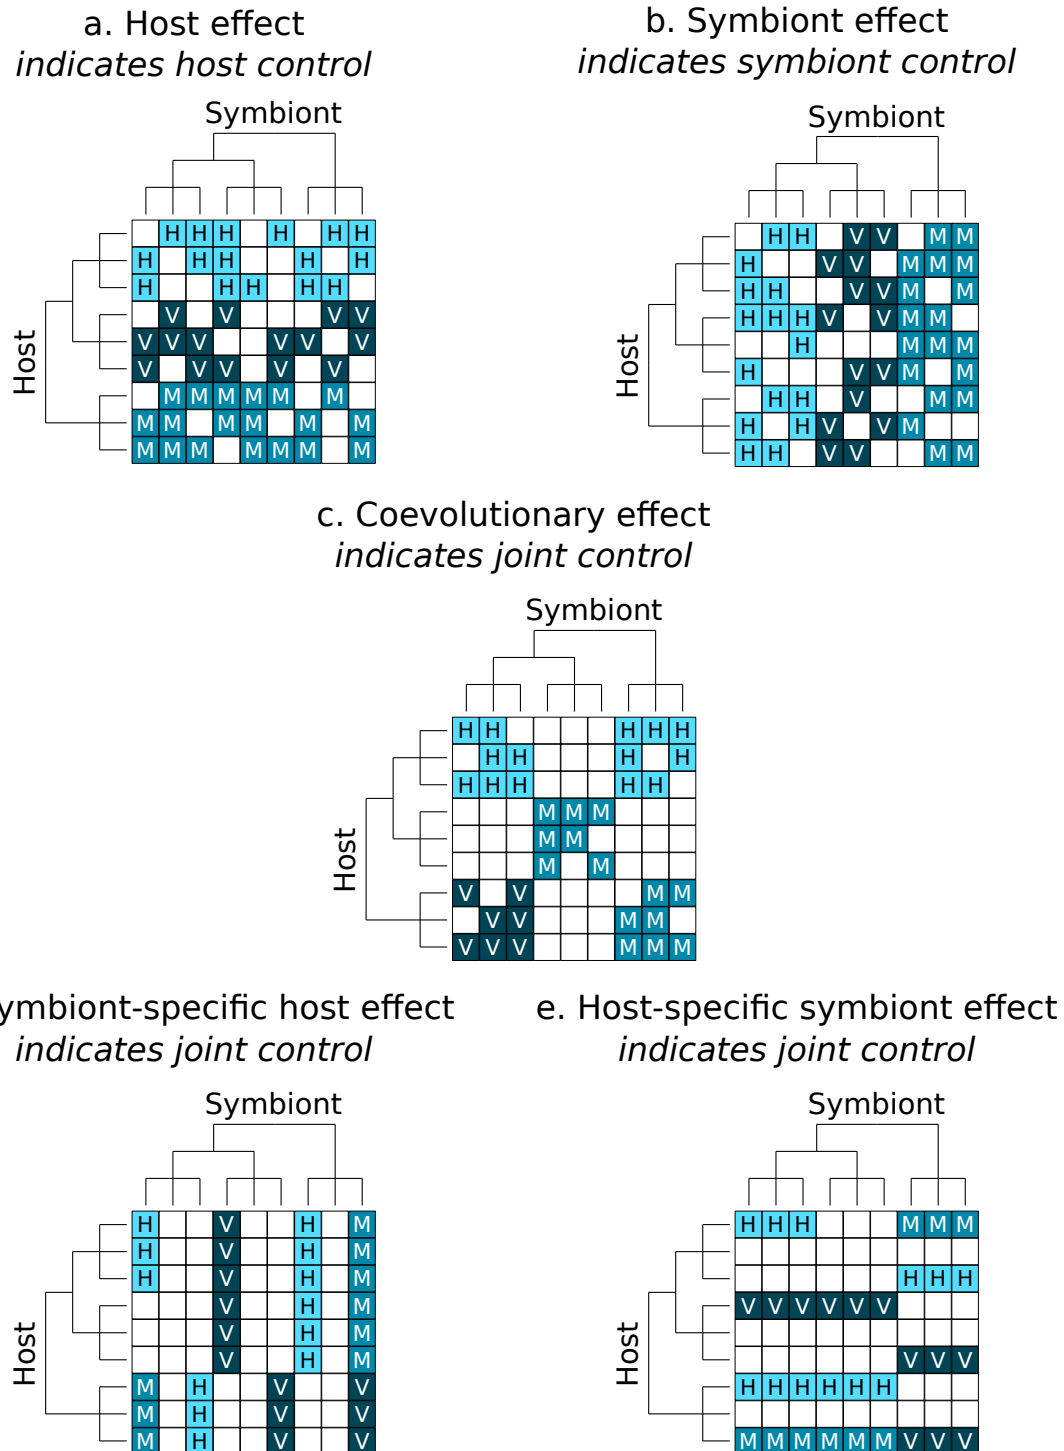 a. Host effect
indicates host control
Symbiont
Host
H H H H H H
H H H H H
H H H H H
V V V V
V V V V V V
V V V V V
M M M M M M
M M M M M M
M M M M M M M
b. Symbiont effect
indicates symbiont control
Symbiont
Host
H H V V M M
H V V M M M
H H V V M M
H H H V V M M
H M M M
H V V M M
H H V M M
H H V V M
H H V V M M
c. Coevolutionary effect
indicates joint control
Symbiont
Host
H H H H H
H H H H
H H H H H
M M M
M M
M M
V V M M
V V M M
V V V M M M
ymbiont-specific host effect
indicates joint control
Symbiont
Host
H V H M
H V H M
H V H M
V H M
V H M
V H M
M H V V
M H V V
M H V V
e. Host-specific symbiont effect
indicates joint control
Symbiont
Host
H H H M M M
H H H
V V V V V V
V V V
H H H H H H
M M M M M M V V V